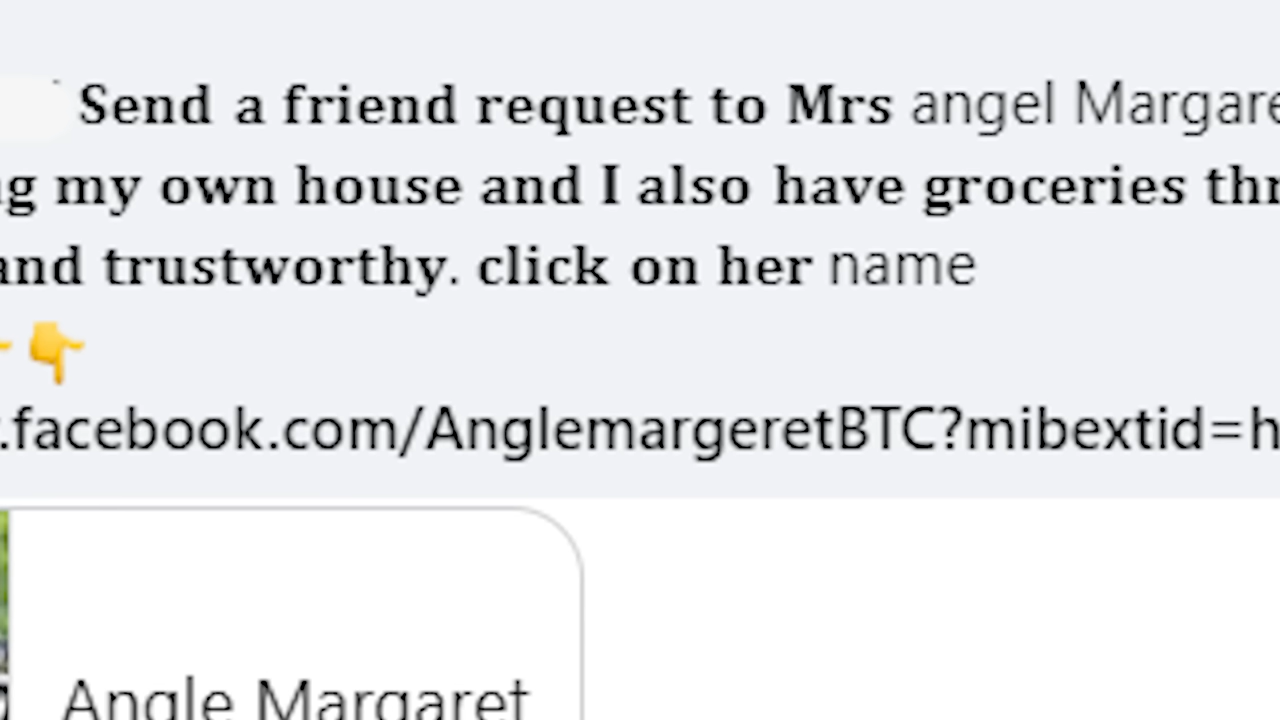 Send a friend request to Mrs angel Margare
g my own house and I also have groceries thr
and trustworthy. click on her name
👇
.facebook.com/AnglemargeretBTC?mibextid=h
Angle Margaret